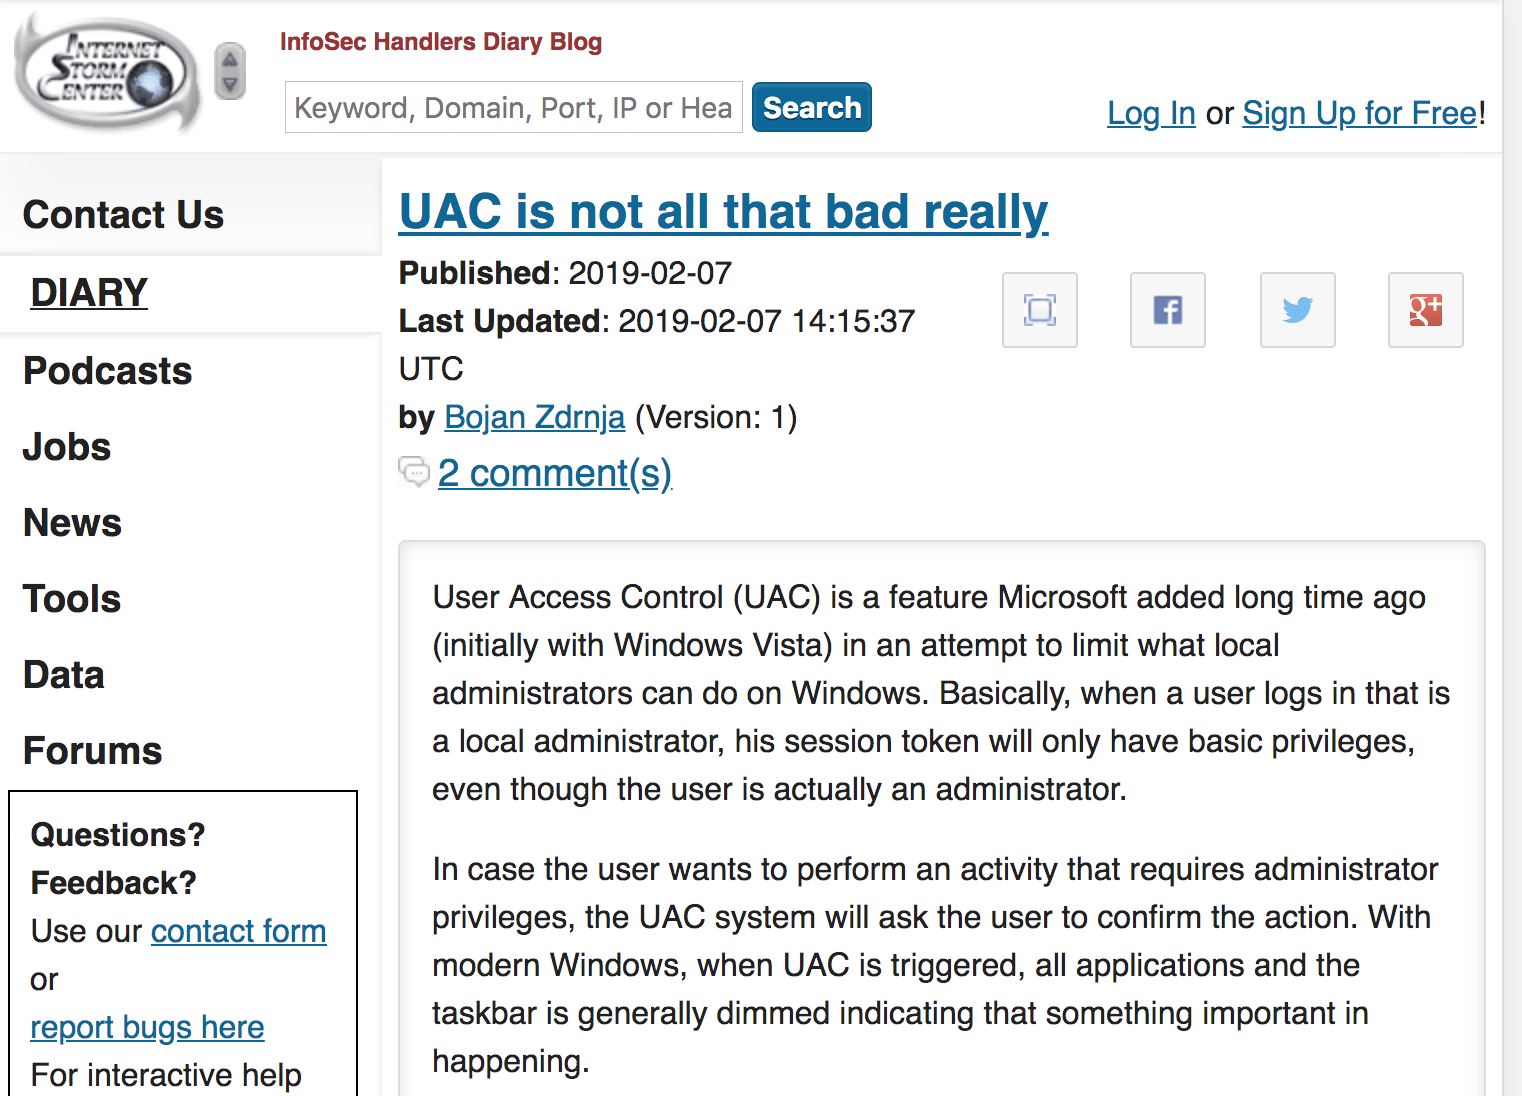 INTERNET
STORM
CENTER
InfoSec Handlers Diary Blog
Keyword, Domain, Port, IP or Hea
Search
Log In or Sign Up for Free!
Contact Us
DIARY
Podcasts
Jobs
News
Tools
Data
Forums
Questions?
Feedback?
Use our contact form
or
report bugs here
For interactive help
UAC is not all that bad really
Published: 2019-02-07
Last Updated: 2019-02-07 14:15:37
UTC
by Bojan Zdrnja (Version: 1)
2 comment(s)
User Access Control (UAC) is a feature Microsoft added long time ago
(initially with Windows Vista) in an attempt to limit what local
administrators can do on Windows. Basically, when a user logs in that is
a local administrator, his session token will only have basic privileges,
even though the user is actually an administrator.
In case the user wants to perform an activity that requires administrator
privileges, the UAC system will ask the user to confirm the action. With
modern Windows, when UAC is triggered, all applications and the
taskbar is generally dimmed indicating that something important in
happening.